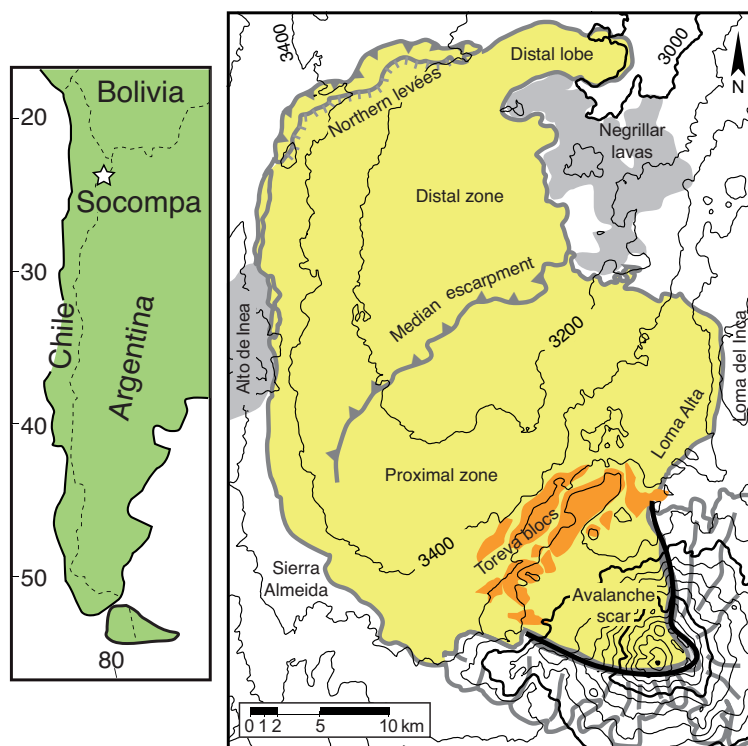 Bolivia
20
Socompa
30
Chile
Argentina
40
50
80
3400
Distal lobe
3000
N
Northern levées
Negrillar
lavas
Distal zone
Median escarpment
3200
Alto de Inea
Loma del Inca
Loma Alta
Proximal zone
Toreva blocs
3400
Sierra
Almeida
Avalanche
scar
0 1 2 5 10 km